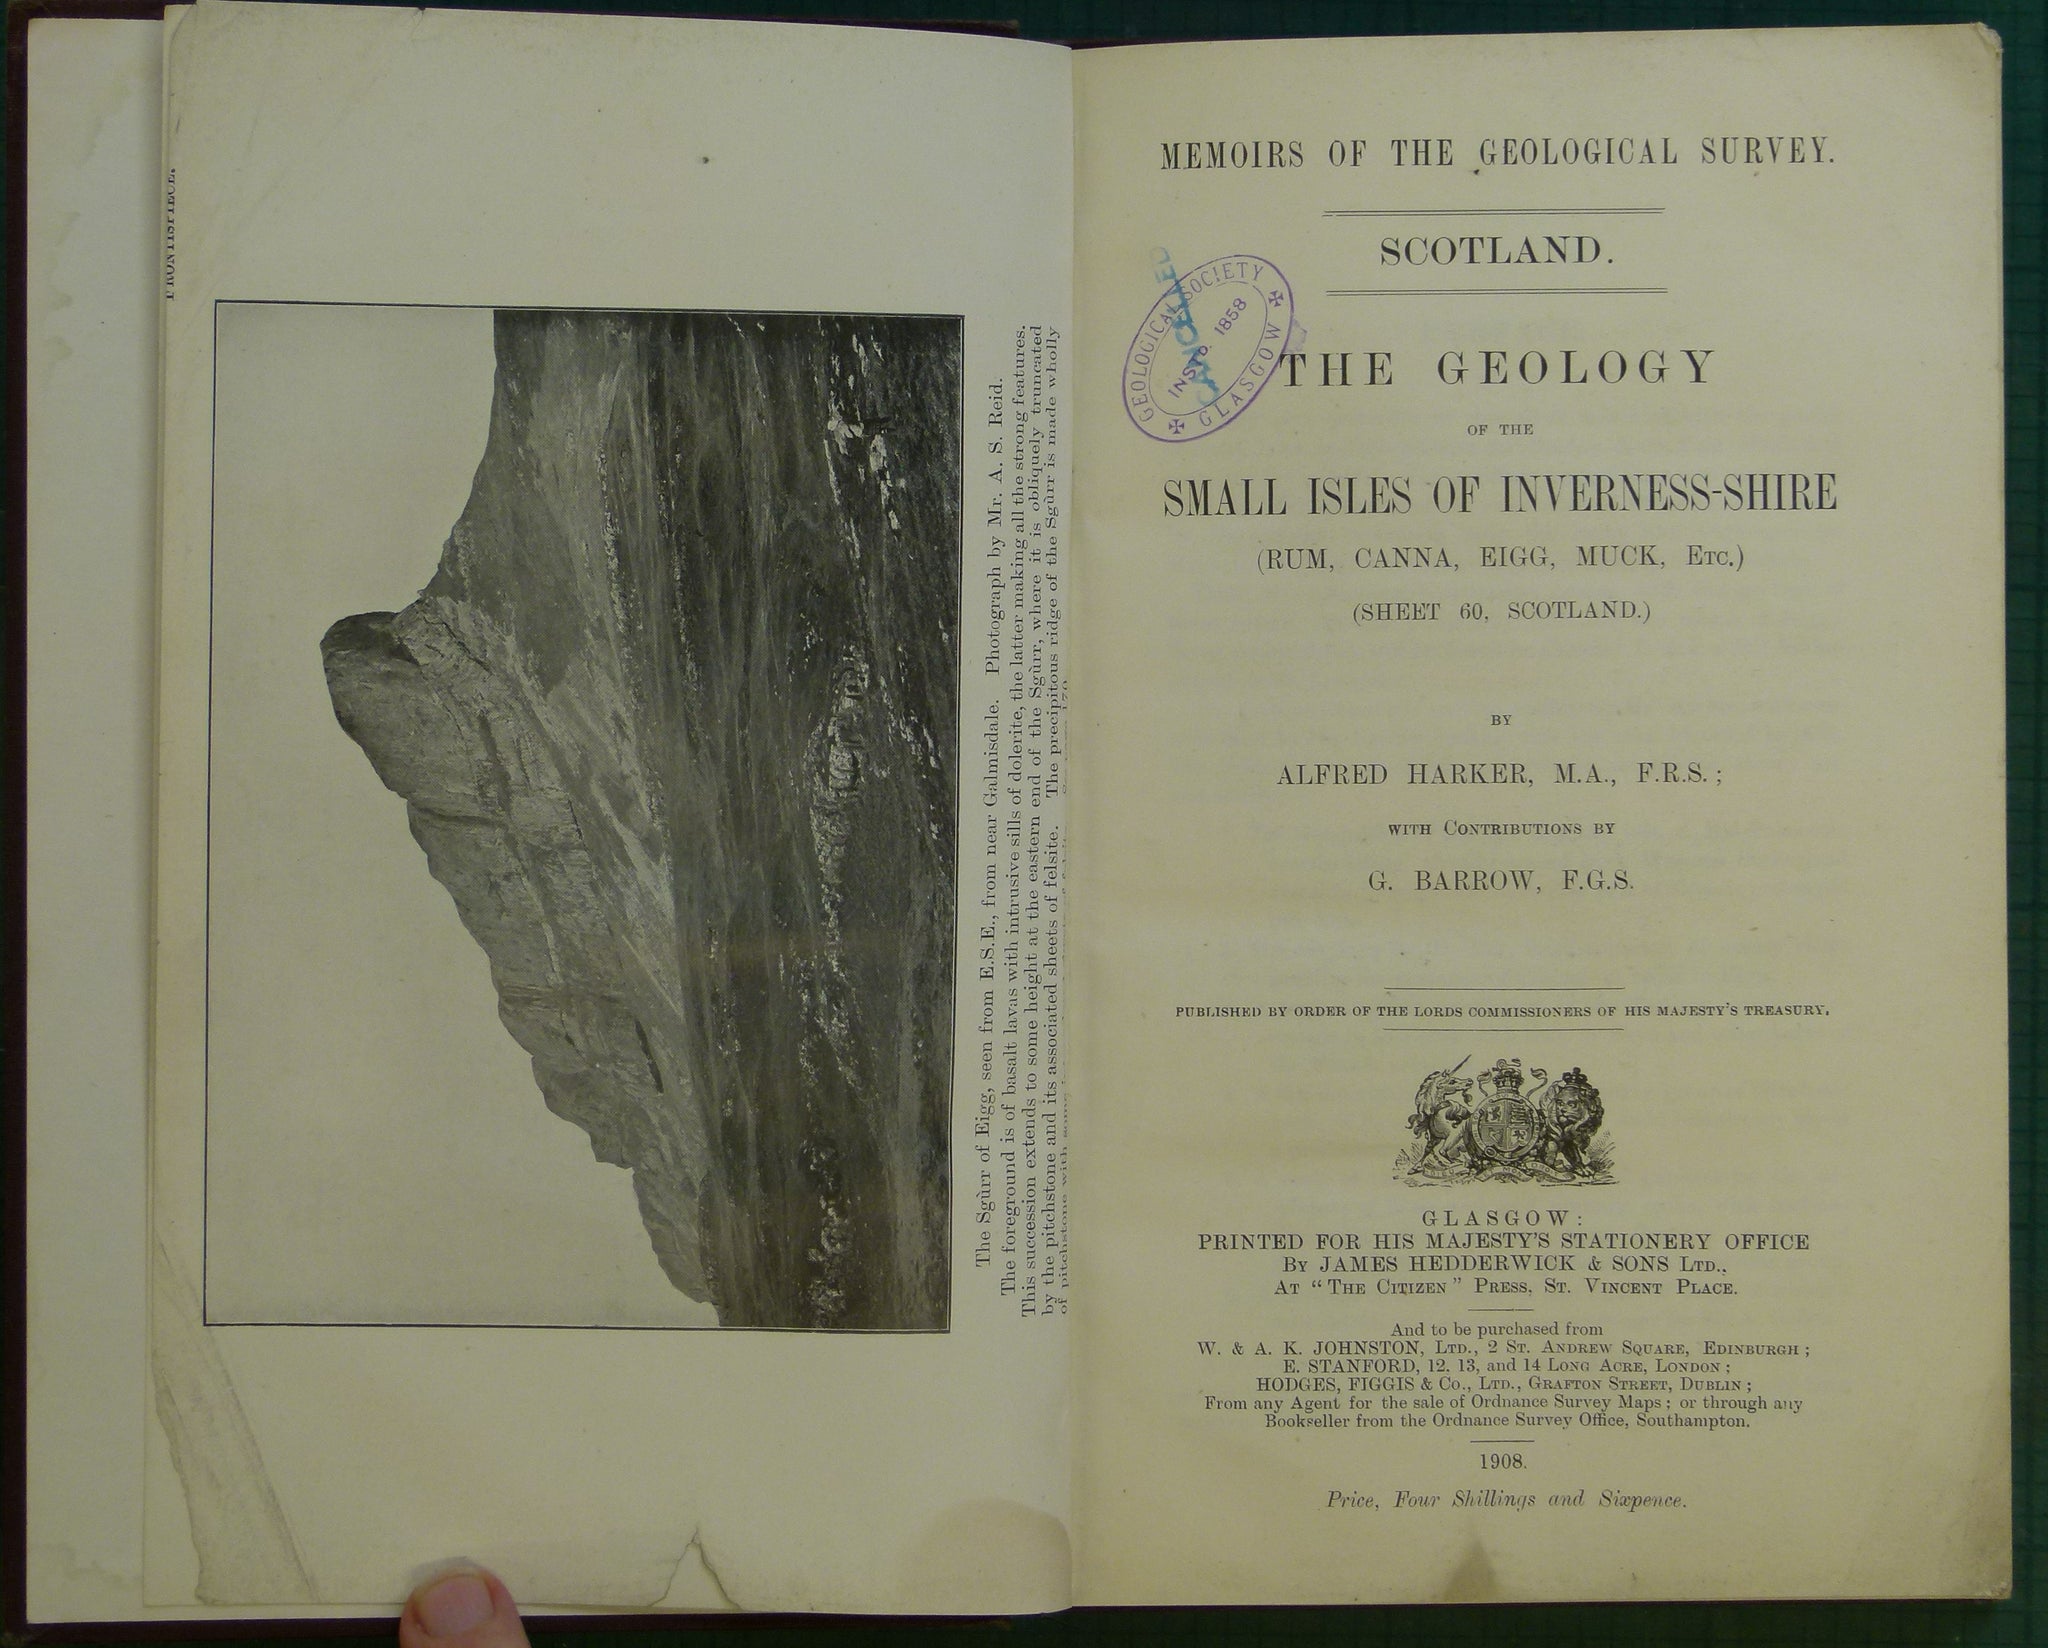 FRONTISPIECE.
The Sgùrr of Eigg, seen from E.S.E., from near Galmisdale. Photograph by Mr. A. S. Reid.
The foreground is of basalt lavas with intrusive sills of dolerite, the latter making all the strong features.
This succession extends to some height at the eastern end of the Sgùrr, where it is obliquely truncated
by the pitchstone and its associated sheets of felsite. The precipitous ridge of the Sgùrr is made wholly
of pitchstone with some
MEMOIRS OF THE GEOLOGICAL SURVEY.
SCOTLAND.
GEOLOGICAL SOCIETY
INSTD. 1858
GLASGOW
CANCELLED
THE GEOLOGY
OF THE
SMALL ISLES OF INVERNESS-SHIRE
(RUM, CANNA, EIGG, MUCK, Etc.)
(SHEET 60, SCOTLAND.)
BY
ALFRED HARKER, M.A., F.R.S.;
WITH CONTRIBUTIONS BY
G. BARROW, F.G.S.
PUBLISHED BY ORDER OF THE LORDS COMMISSIONERS OF HIS MAJESTY'S TREASURY.
GLASGOW:
PRINTED FOR HIS MAJESTY'S STATIONERY OFFICE
By JAMES HEDDERWICK & SONS Ltd.,
At "The Citizen" Press, St. Vincent Place.
And to be purchased from
W. & A. K. JOHNSTON, Ltd., 2 St. Andrew Square, Edinburgh;
E. STANFORD, 12, 13, and 14 Long Acre, London;
HODGES, FIGGIS & Co., Ltd., Grafton Street, Dublin;
From any Agent for the sale of Ordnance Survey Maps; or through any
Bookseller from the Ordnance Survey Office, Southampton.
1908.
Price, Four Shillings and Sixpence.